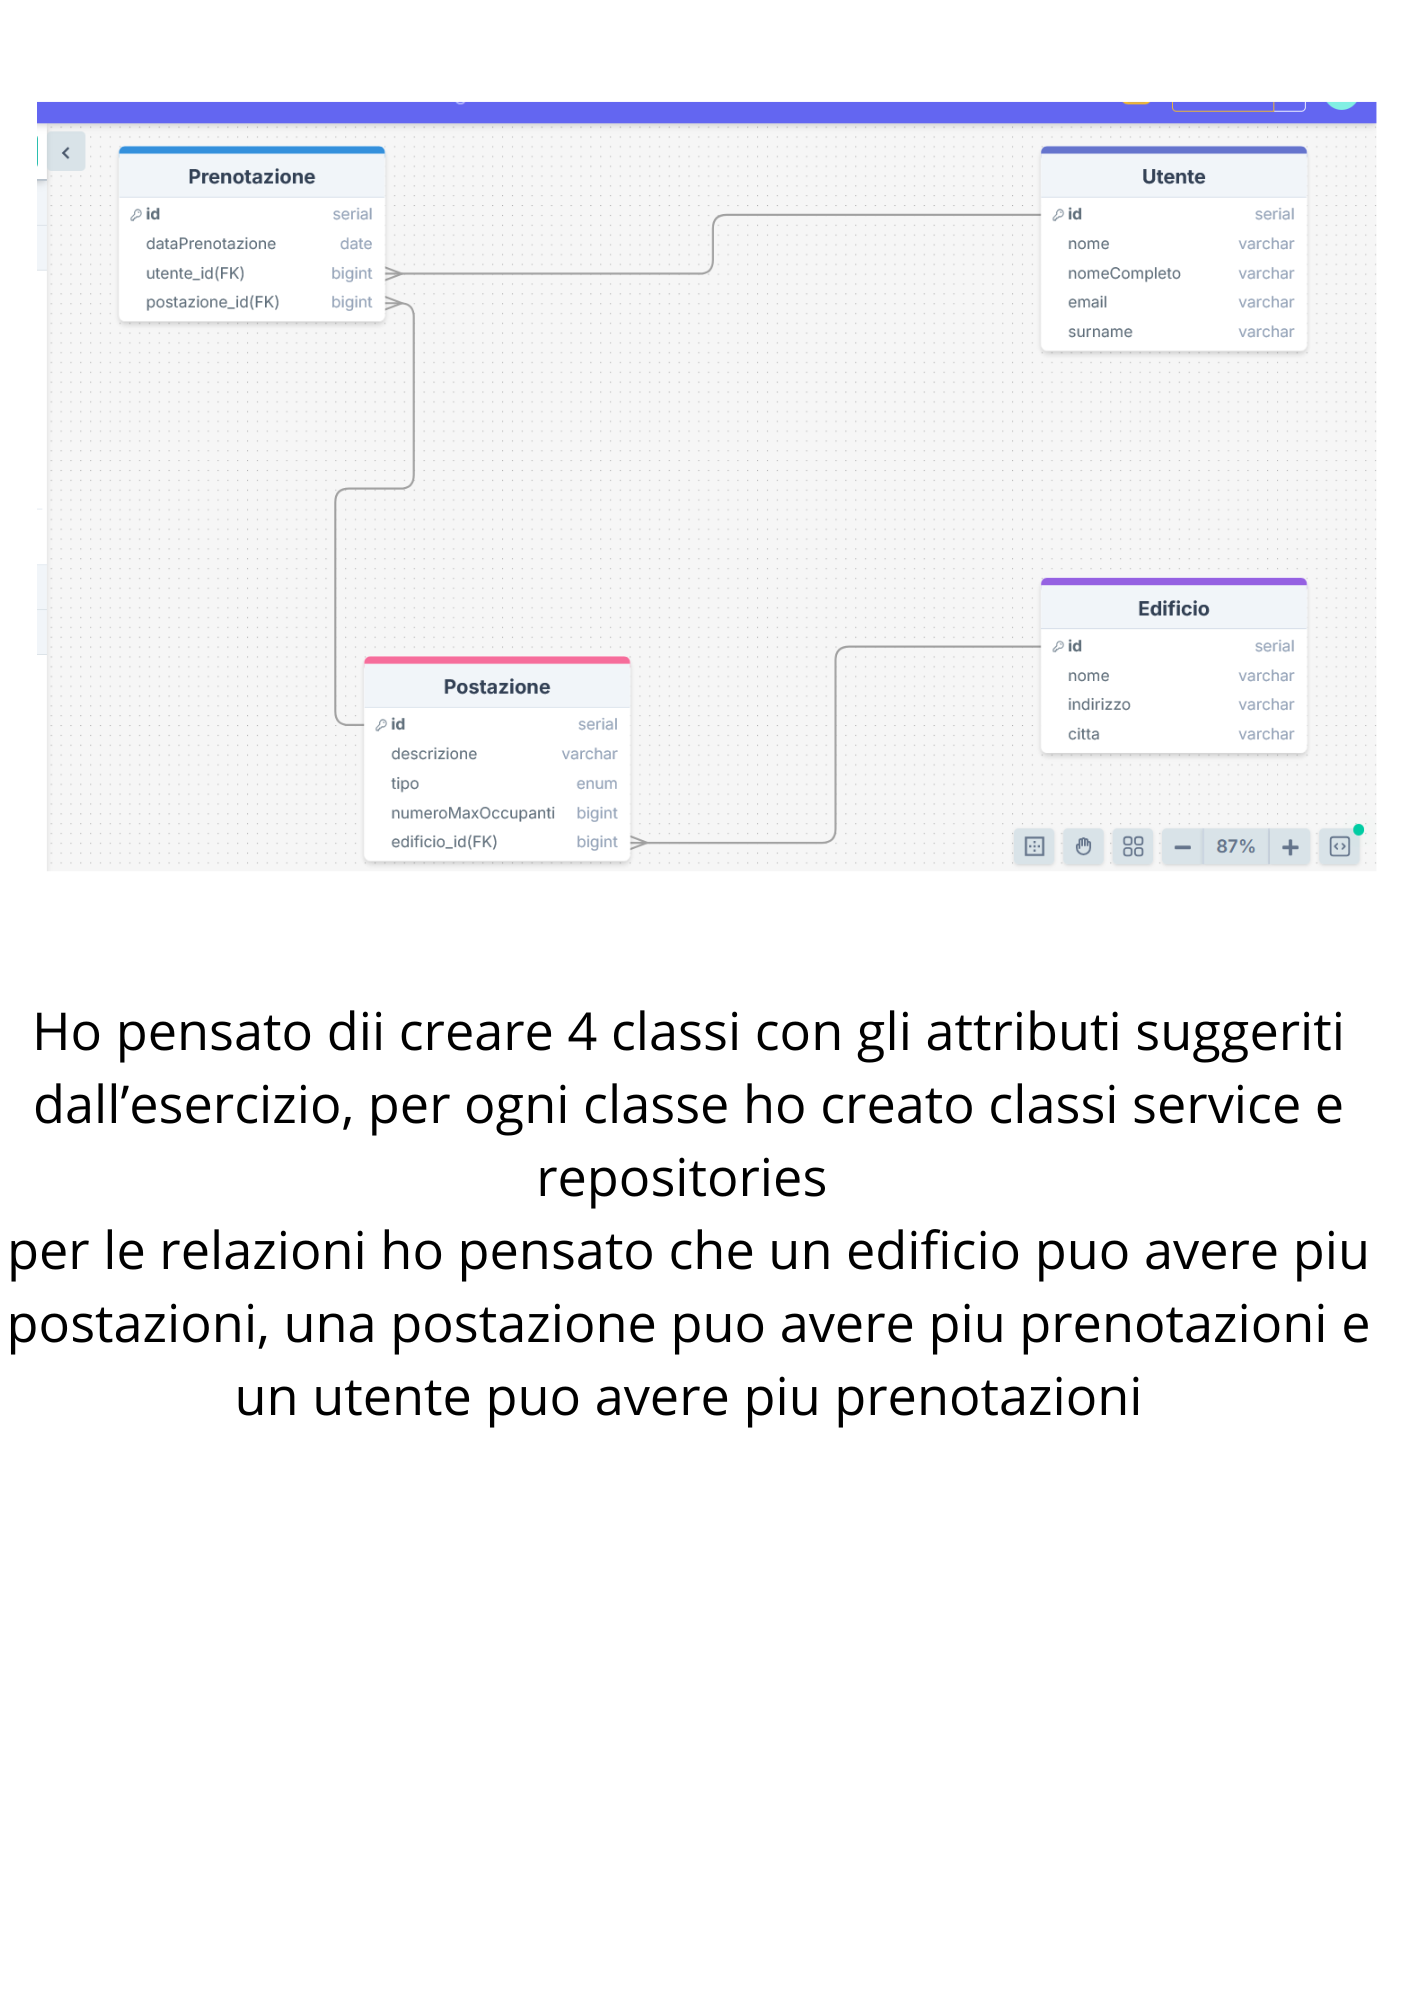 Prenotazione
id serial
dataPrenotazione date
utente_id(FK) bigint
postazione_id(FK) bigint
Utente
id serial
nome varchar
nomeCompleto varchar
email varchar
surname varchar
Edificio
id serial
nome varchar
indirizzo varchar
citta varchar
Postazione
id serial
descrizione varchar
tipo enum
numeroMaxOccupanti bigint
edificio_id(FK) bigint
87%
Ho pensato dii creare 4 classi con gli attributi suggeriti
dall’esercizio, per ogni classe ho creato classi service e
repositories
per le relazioni ho pensato che un edificio puo avere piu
postazioni, una postazione puo avere piu prenotazioni e
un utente puo avere piu prenotazioni